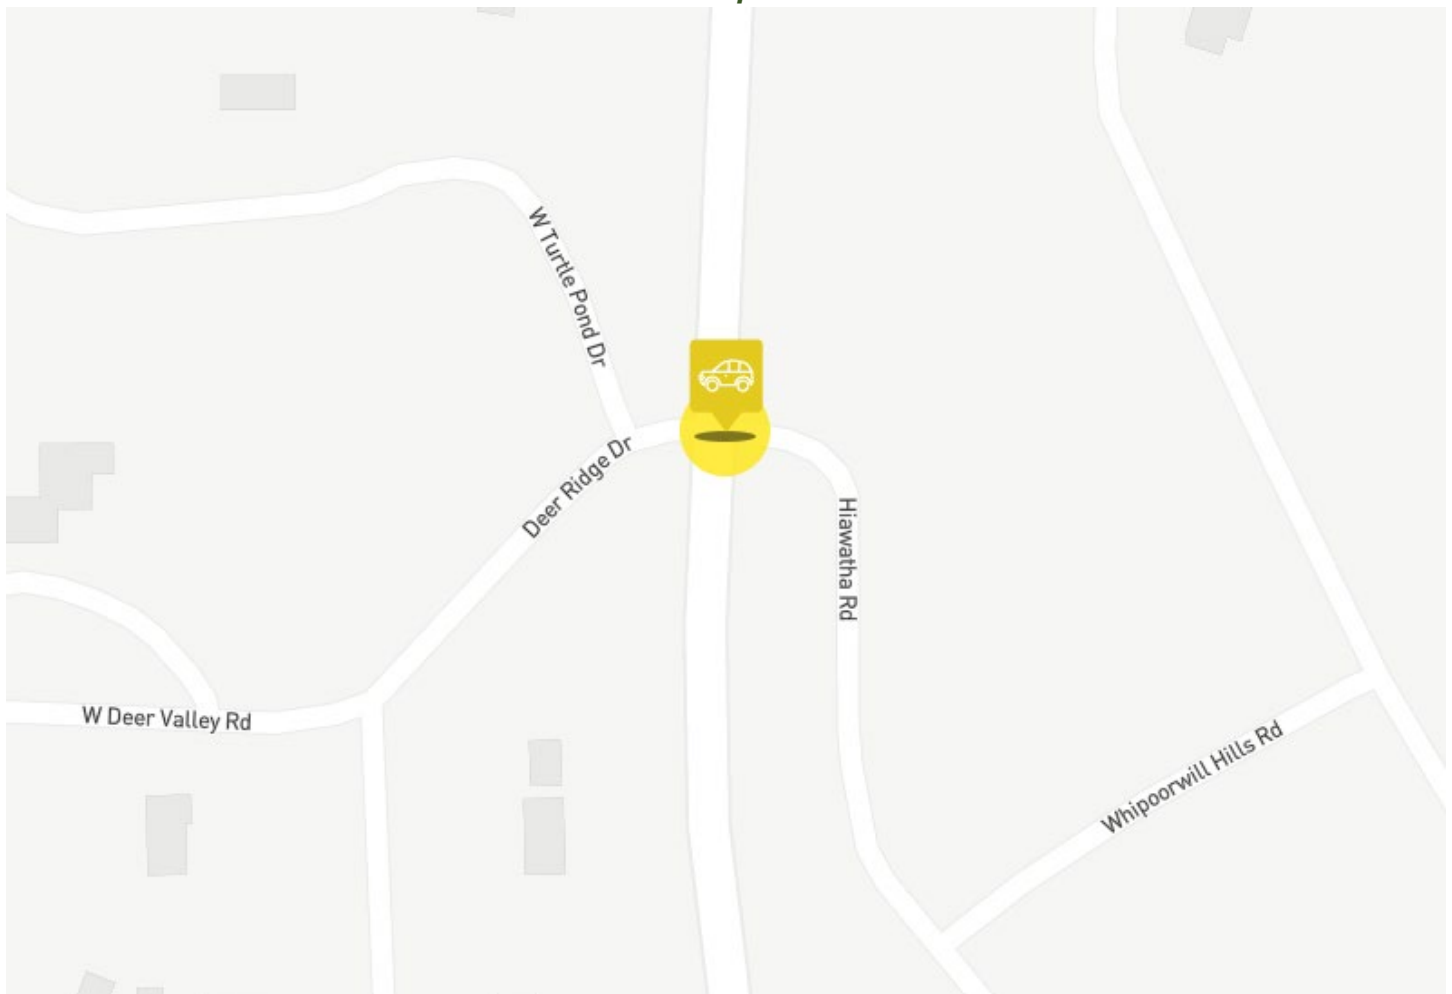 W Turtle Pond Dr
Deer Ridge Dr
Hiawatha Rd
W Deer Valley Rd
Whipoorwill Hills Rd